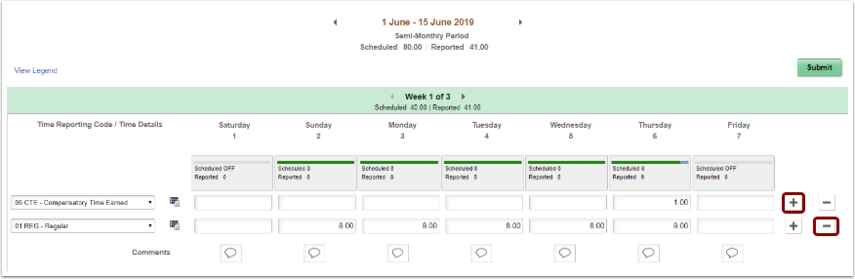 1 June - 15 June 2019
Semi-Monthly Period
Scheduled 80.00 | Reported 41.00
View Legend
Submit
Week 1 of 3
Scheduled 40.00 | Reported 41.00
Time Reporting Code / Time Details Saturday Sunday Monday Tuesday Wednesday Thursday Friday
1 2 3 4 5 6 7
Scheduled OFF Scheduled 8 Scheduled 8 Scheduled 8 Scheduled 8 Scheduled 8 Scheduled OFF
Reported 0 Reported 8 Reported 8 Reported 8 Reported 8 Reported 9 Reported 0
05 CTE - Compensatory Time Earned 1.00
01 REG - Regular 8.00 8.00 8.00 8.00 8.00
Comments